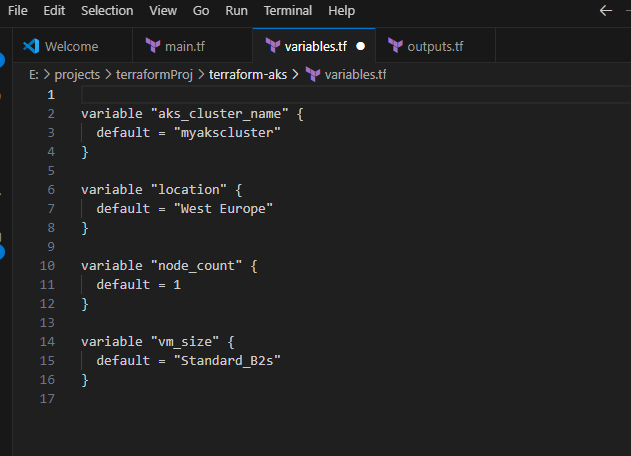 File Edit Selection View Go Run Terminal Help
Welcome main.tf variables.tf outputs.tf
E: > projects > terraformProj > terraform-aks > variables.tf
1
2 variable "aks_cluster_name" {
3 default = "myakscluster"
4 }
5
6 variable "location" {
7 default = "West Europe"
8 }
9
10 variable "node_count" {
11 default = 1
12 }
13
14 variable "vm_size" {
15 default = "Standard_B2s"
16 }
17